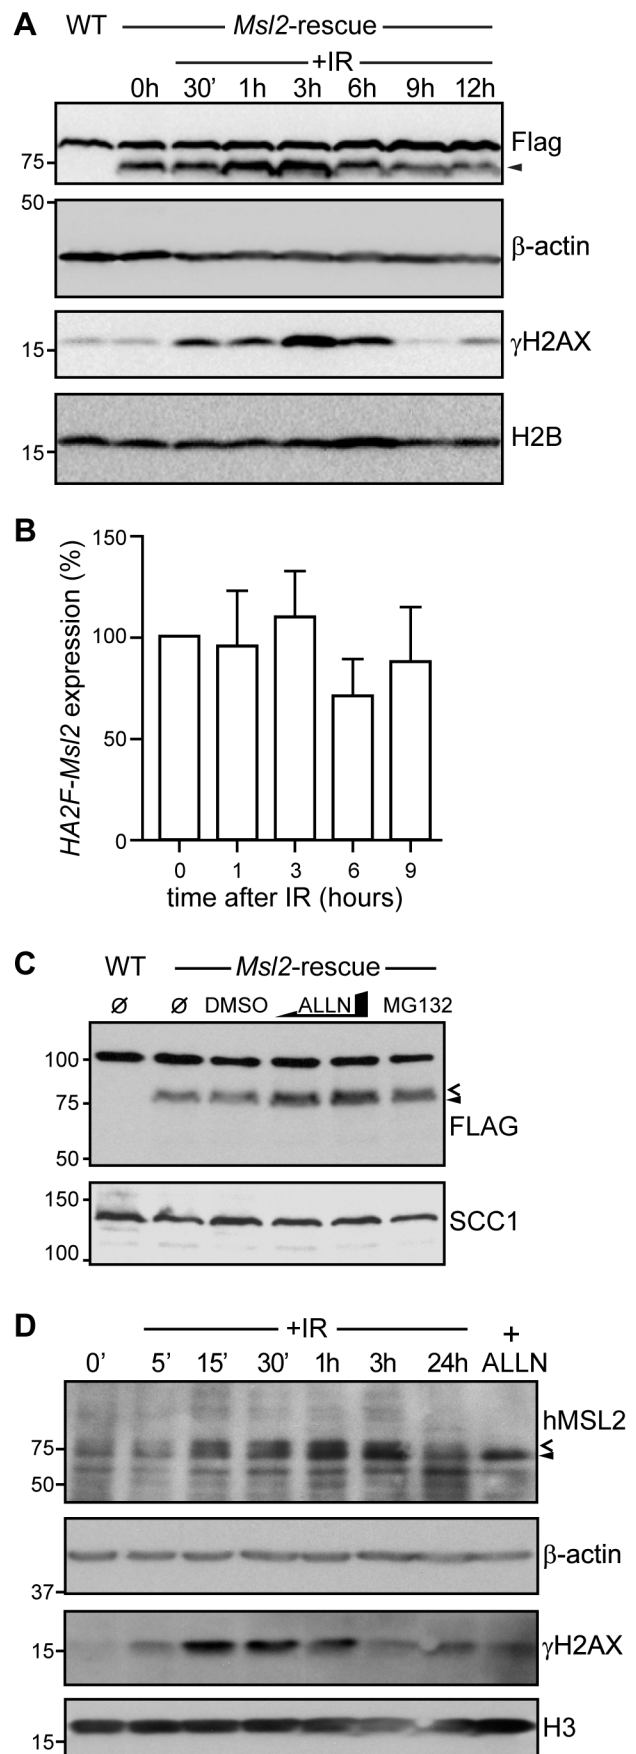 A
WT Msl2-rescue
+IR
0h 30’ 1h 3h 6h 9h 12h
Flag
75
50
β-actin
γH2AX
15
H2B
15
B
HA2F-Msl2 expression (%)
150
100
50
0
0 1 3 6 9
time after IR (hours)
C
WT Msl2-rescue
Ø Ø DMSO ALLN MG132
100
75
FLAG
50
150
SCC1
100
D
+IR +
0’ 5’ 15’ 30’ 1h 3h 24h ALLN
hMSL2
75
50
β-actin
37
γH2AX
15
H3
15